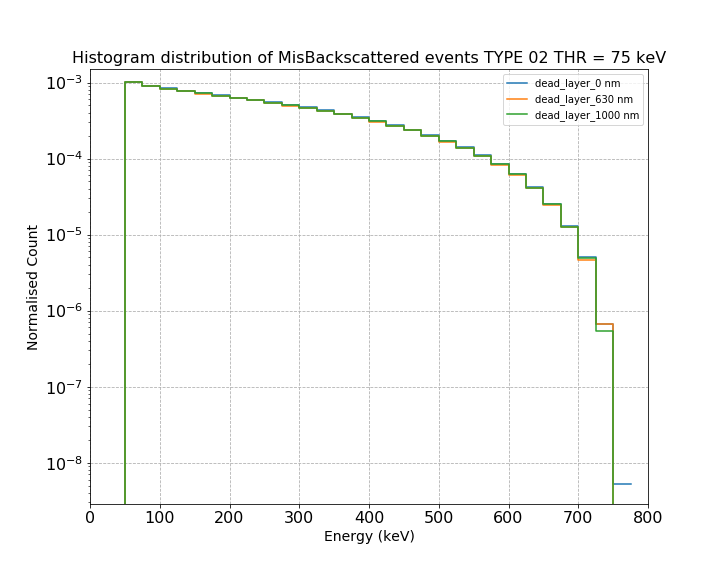 Histogram distribution of MisBackscattered events TYPE 02 THR = 75 keV
dead_layer_0 nm
dead_layer_630 nm
dead_layer_1000 nm
Normalised Count
10⁻³
10⁻⁴
10⁻⁵
10⁻⁶
10⁻⁷
10⁻⁸
0 100 200 300 400 500 600 700 800
Energy (keV)